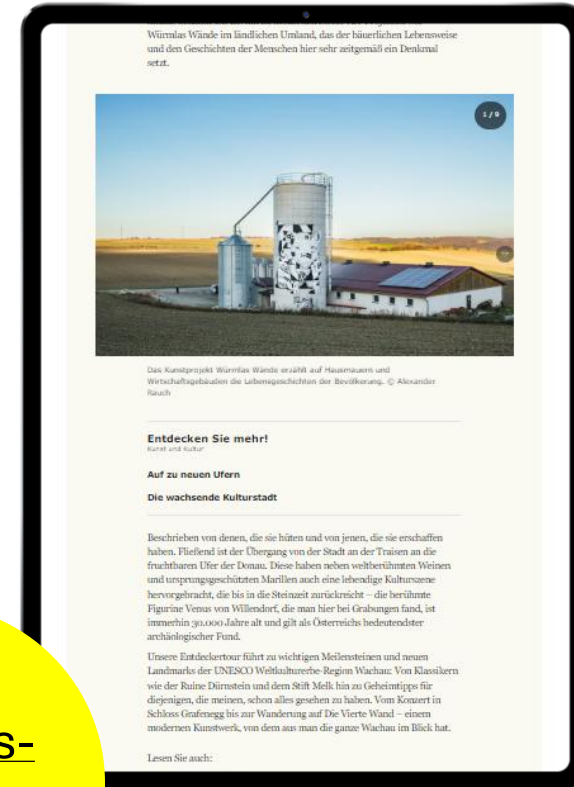 Würmlas Wände im ländlichen Umland, das der bäuerlichen Lebensweise
und den Geschichten der Menschen hier sehr zeitgemäß ein Denkmal
setzt.
1/9
Das Kunstprojekt Würmlas Wände erzählt auf Hausmauern und
Wirtschaftsgebäuden die Lebensgeschichten der Bevölkerung. © Alexander
Rauch
Entdecken Sie mehr!
Kunst und Kultur
Auf zu neuen Ufern
Die wachsende Kulturstadt
Beschrieben von denen, die sie hüten und von jenen, die sie erschaffen
haben. Fließend ist der Übergang von der Stadt an der Traisen an die
fruchtbaren Ufer der Donau. Diese haben neben weltberühmten Weinen
und ursprungsgeschützten Marillen auch eine lebendige Kulturszene
hervorgebracht, die bis in die Steinzeit zurückreicht – die berühmte
Figurine Venus von Willendorf, die man hier bei Grabungen fand, ist
immerhin 30.000 Jahre alt und gilt als Österreichs bedeutendster
archäologischer Fund.
Unsere Entdeckertour führt zu wichtigen Meilensteinen und neuen
Landmarks der UNESCO Weltkulturerbe-Region Wachau: Von Klassikern
wie der Ruine Dürnstein und dem Stift Melk hin zu Geheimtipps für
diejenigen, die meinen, schon alles gesehen zu haben. Vom Konzert in
Schloss Grafenegg bis zur Wanderung auf Die Vierte Wand – einem
modernen Kunstwerk, von dem aus man die ganze Wachau im Blick hat.
s-
Lesen Sie auch: